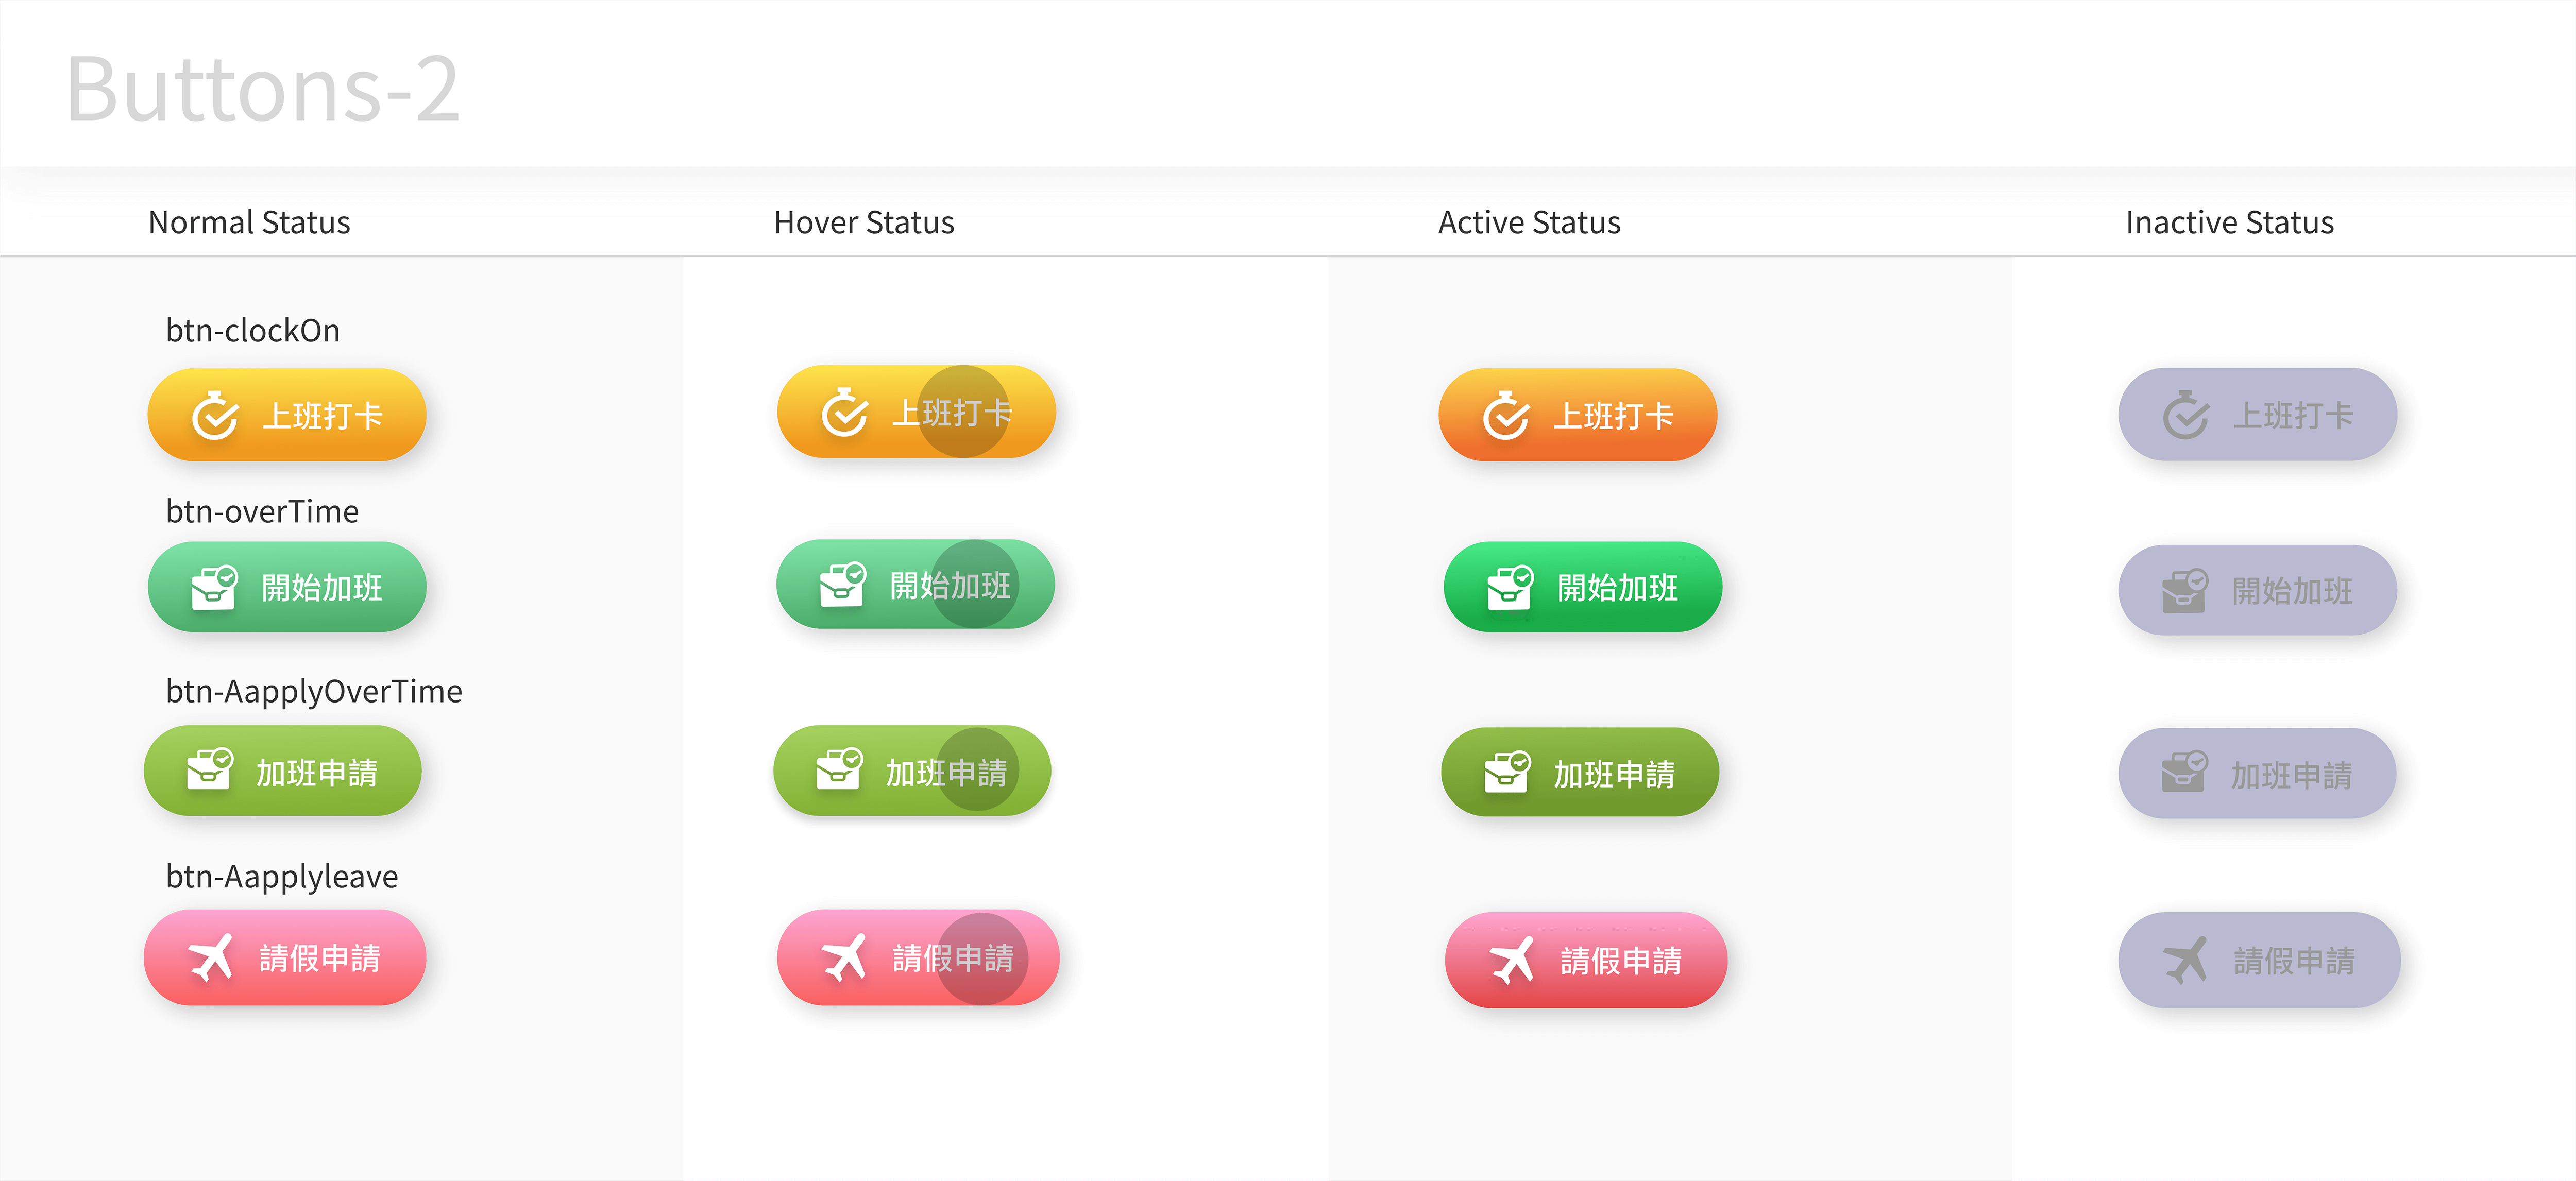 Buttons-2
Normal Status
Hover Status
Active Status
Inactive Status
btn-clockOn
上班打卡
上班打卡
上班打卡
上班打卡
btn-overTime
開始加班
開始加班
開始加班
開始加班
btn-AapplyOverTime
加班申請
加班申請
加班申請
加班申請
btn-Aapplyleave
請假申請
請假申請
請假申請
請假申請